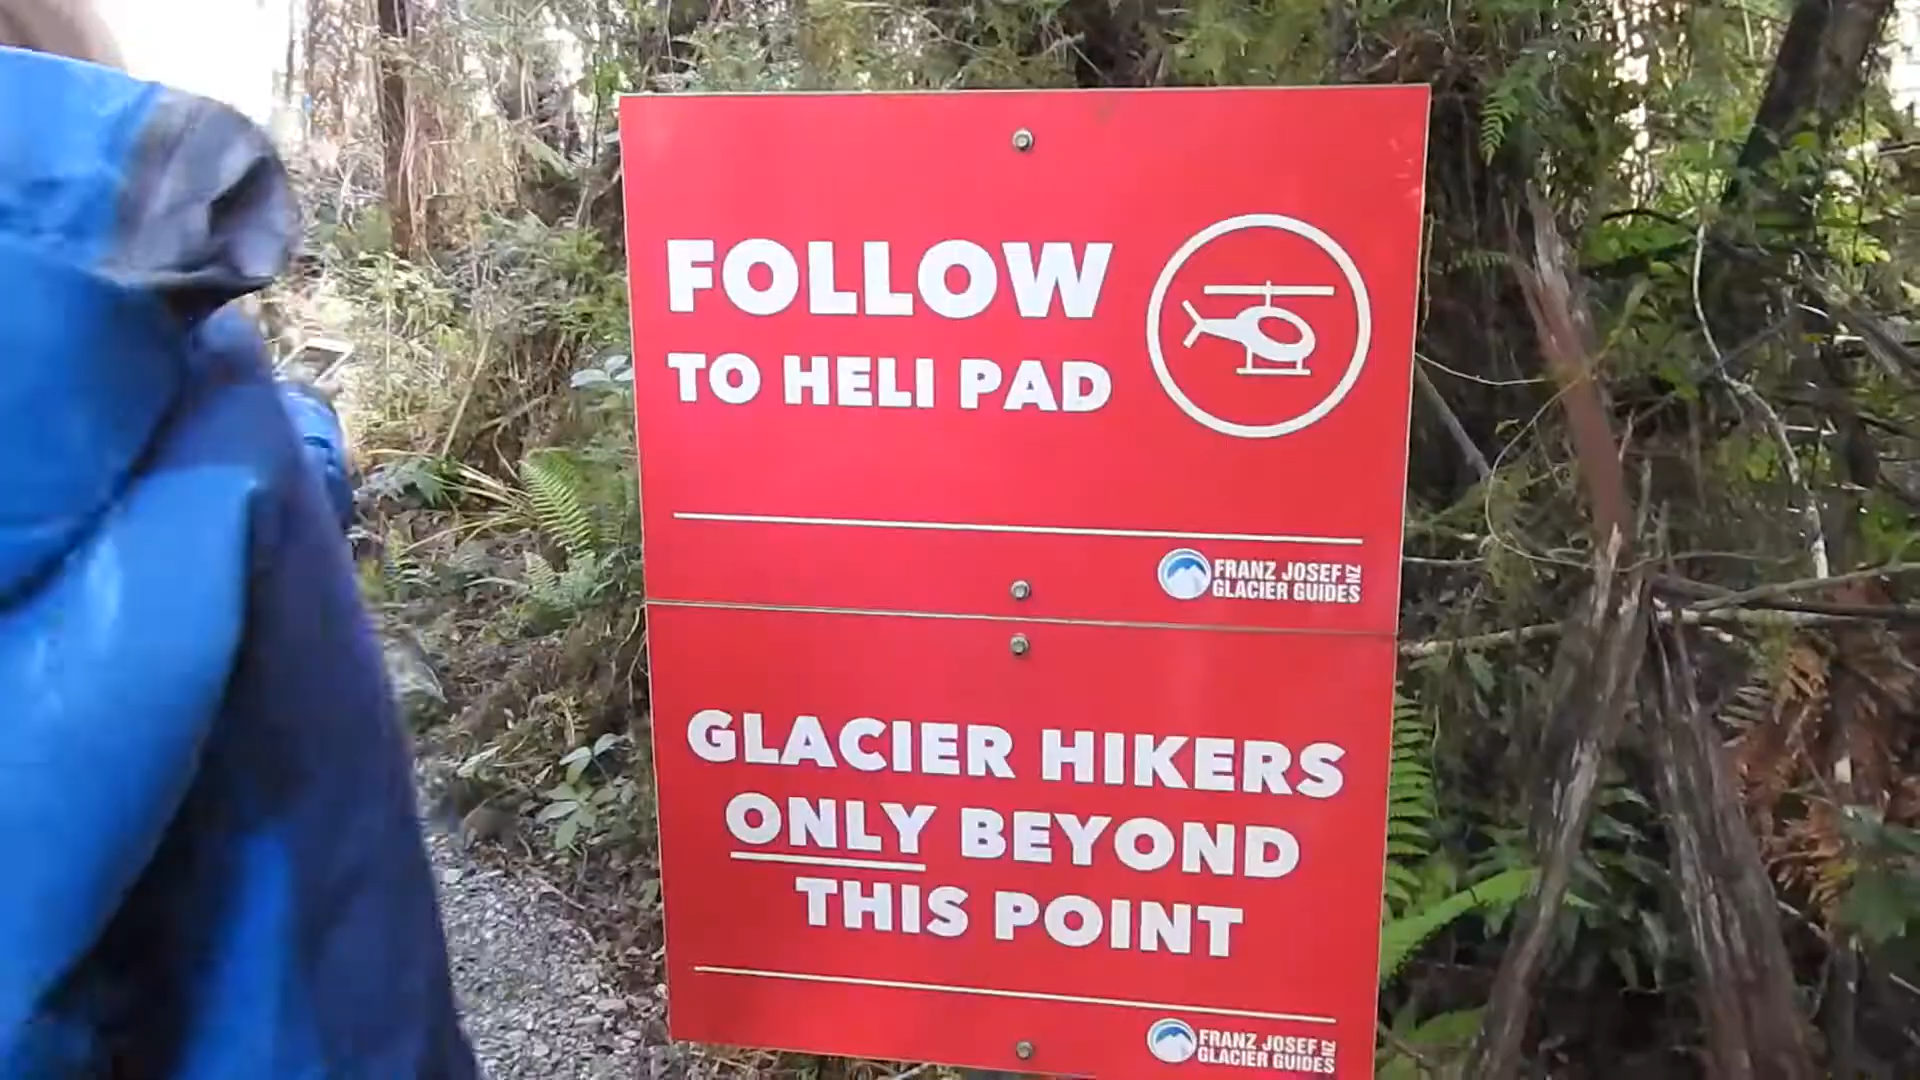 FOLLOW
TO HELI PAD
FRANZ JOSEF NZ
GLACIER GUIDES
GLACIER HIKERS
ONLY BEYOND
THIS POINT
FRANZ JOSEF NZ
GLACIER GUIDES